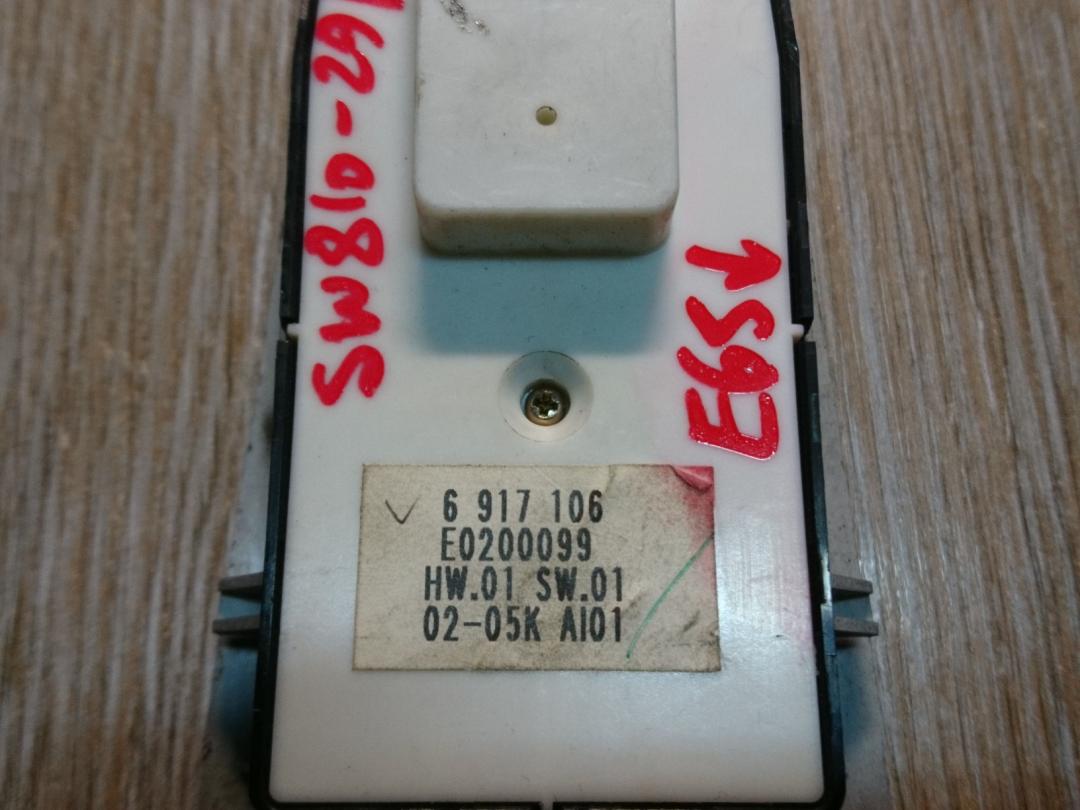 SW810-29
E65↓
6 917 106
E0200099
HW.01 SW.01
02-05K AI01